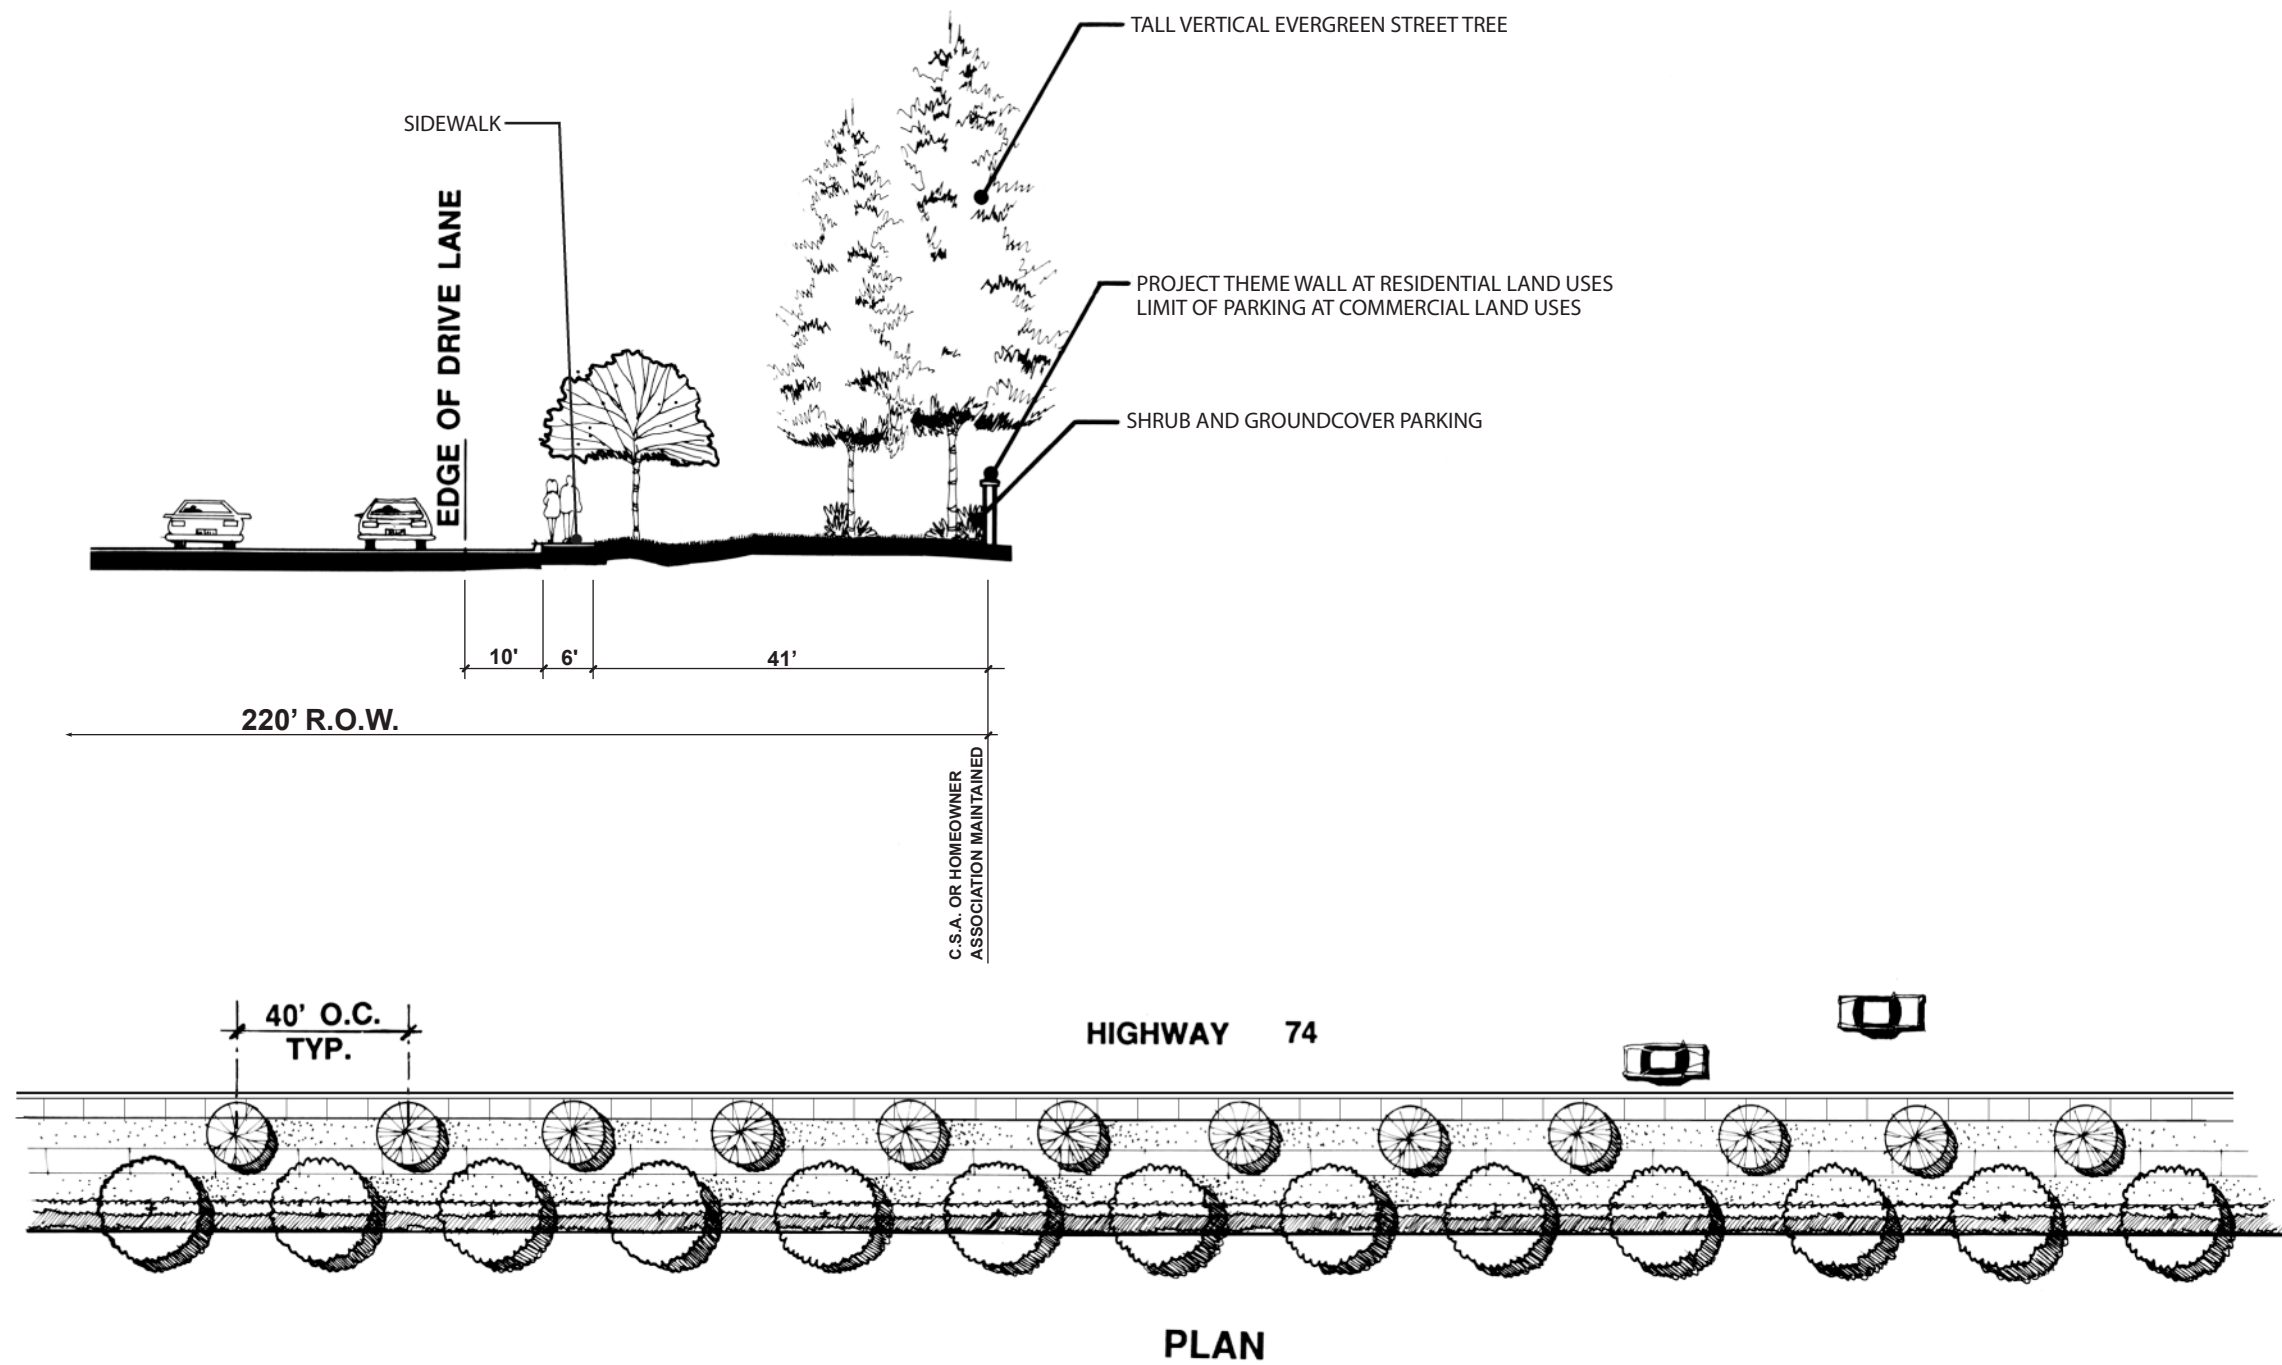 TALL VERTICAL EVERGREEN STREET TREE
SIDEWALK
EDGE OF DRIVE LANE
PROJECT THEME WALL AT RESIDENTIAL LAND USES
LIMIT OF PARKING AT COMMERCIAL LAND USES
SHRUB AND GROUNDCOVER PARKING
10' 6' 41’
220’ R.O.W.
C.S.A. OR HOMEOWNER
ASSOCIATION MAINTAINED
40’ O.C.
TYP.
HIGHWAY 74
PLAN